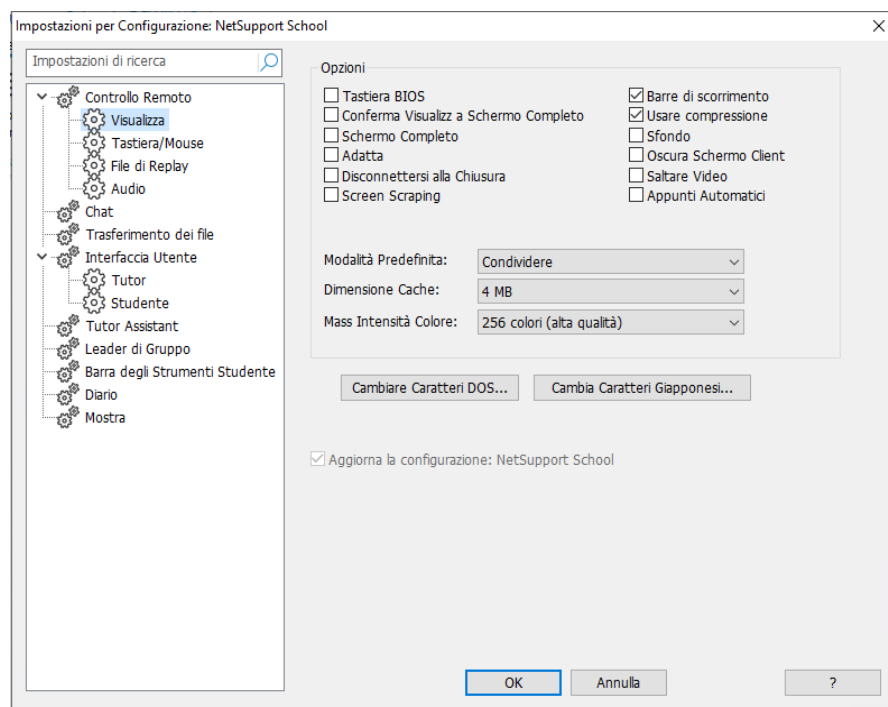 Impostazioni per Configurazione: NetSupport School
Impostazioni di ricerca
Controllo Remoto
Visualizza
Tastiera/Mouse
File di Replay
Audio
Chat
Trasferimento dei file
Interfaccia Utente
Tutor
Studente
Tutor Assistant
Leader di Gruppo
Barra degli Strumenti Studente
Diario
Mostra
Opzioni
Tastiera BIOS
Conferma Visualizz a Schermo Completo
Schermo Completo
Adatta
Disconnettersi alla Chiusura
Screen Scraping
Barre di scorrimento
Usare compressione
Sfondo
Oscura Schermo Client
Saltare Video
Appunti Automatici
Modalità Predefinita: Condividere
Dimensione Cache: 4 MB
Mass Intensità Colore: 256 colori (alta qualità)
Cambiare Caratteri DOS... Cambia Caratteri Giapponesi...
Aggiorna la configurazione: NetSupport School
OK Annulla ?